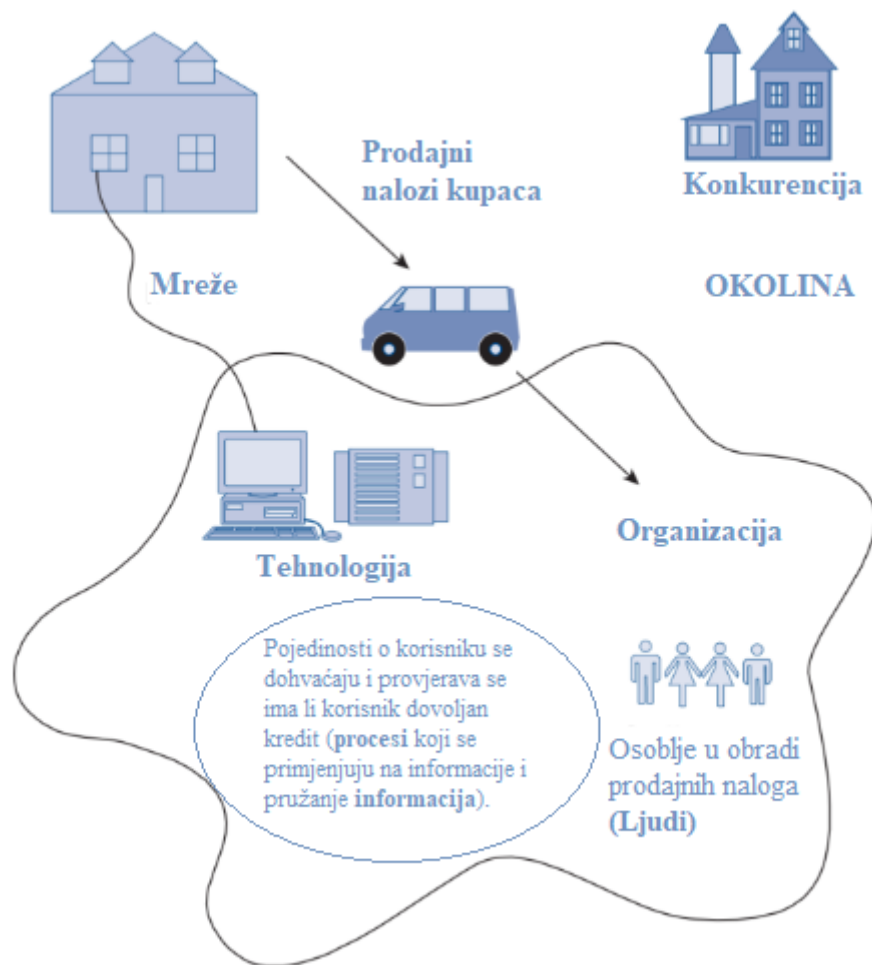 Prodajni
nalozi kupaca
Konkurencija
Mreže
OKOLINA
Organizacija
Tehnologija
Pojedinosti o korisniku se
dohvaćaju i provjerava se
ima li korisnik dovoljan
kredit (procesi koji se
primjenjuju na informacije i
pružanje informacija).
Osoblje u obradi
prodajnih naloga
(Ljudi)